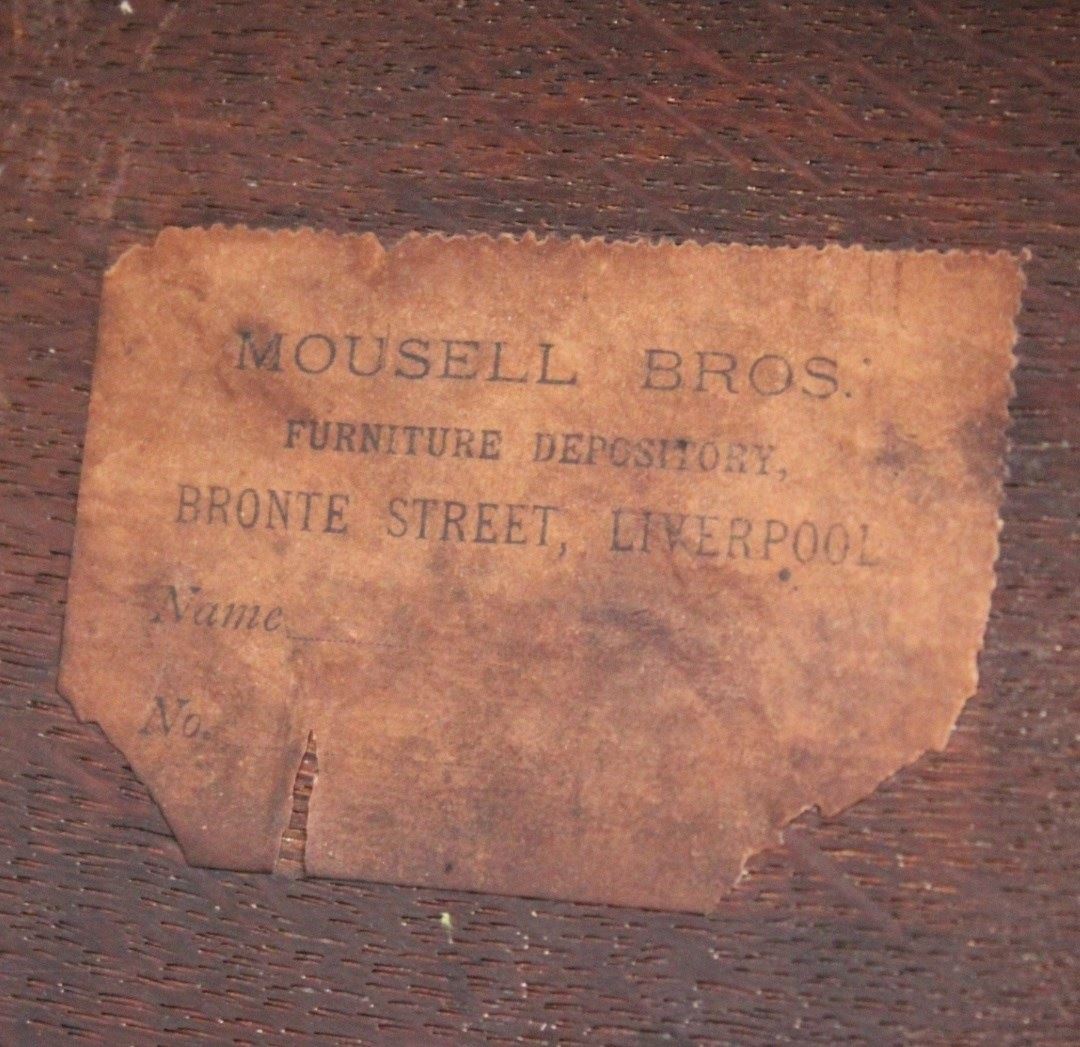 MOUSELL BROS.
FURNITURE DEPOSITORY,
BRONTE STREET, LIVERPOOL
Name
No.